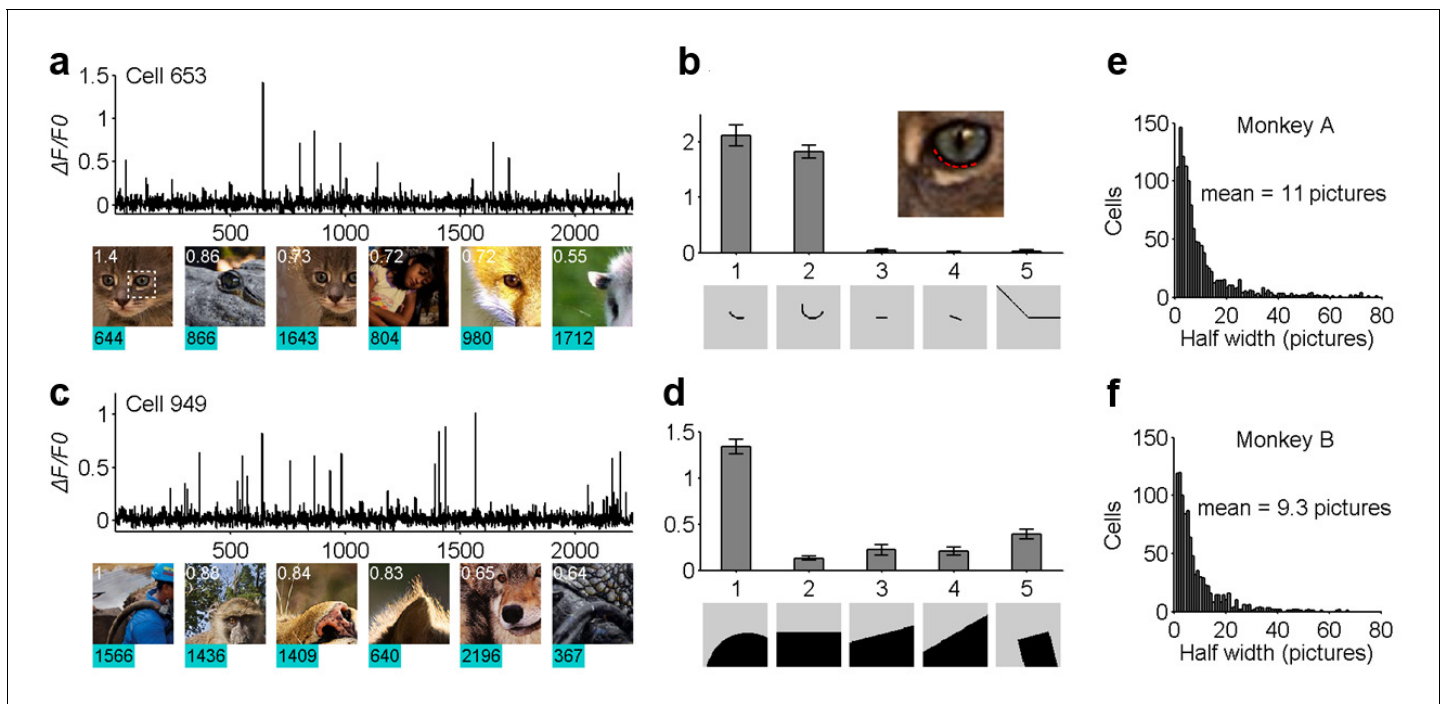 a
Cell 653
ΔF/F0
1.5
1
0.5
0
500 1000 1500 2000
1.4 0.86 0.73 0.72 0.72 0.55
644 866 1643 804 980 1712
b
2
1
0
1 2 3 4 5
c
Cell 949
ΔF/F0
1
0.5
0
500 1000 1500 2000
1 0.88 0.84 0.83 0.65 0.64
1566 1436 1409 640 2196 367
d
1.5
1
0.5
0
1 2 3 4 5
e
Monkey A
mean = 11 pictures
Cells
150
100
50
0
0 20 40 60 80
Half width (pictures)
f
Monkey B
mean = 9.3 pictures
Cells
150
100
50
0
0 20 40 60 80
Half width (pictures)